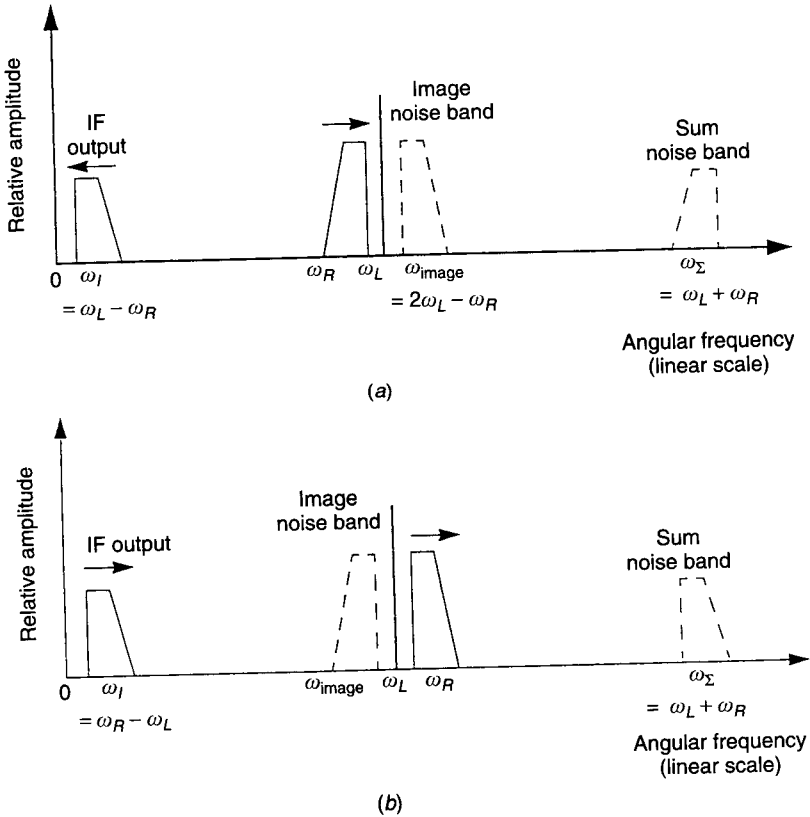 Relative amplitude
IF
output
Image
noise band
Sum
noise band
0
ω_I
ω_R
ω_L
ω_image
ω_Σ
= ω_L − ω_R
= 2ω_L − ω_R
= ω_L + ω_R
Angular frequency
(linear scale)
(a)
Relative amplitude
IF output
Image
noise band
Sum
noise band
0
ω_I
ω_image
ω_L
ω_R
ω_Σ
= ω_R − ω_L
= ω_L + ω_R
Angular frequency
(linear scale)
(b)